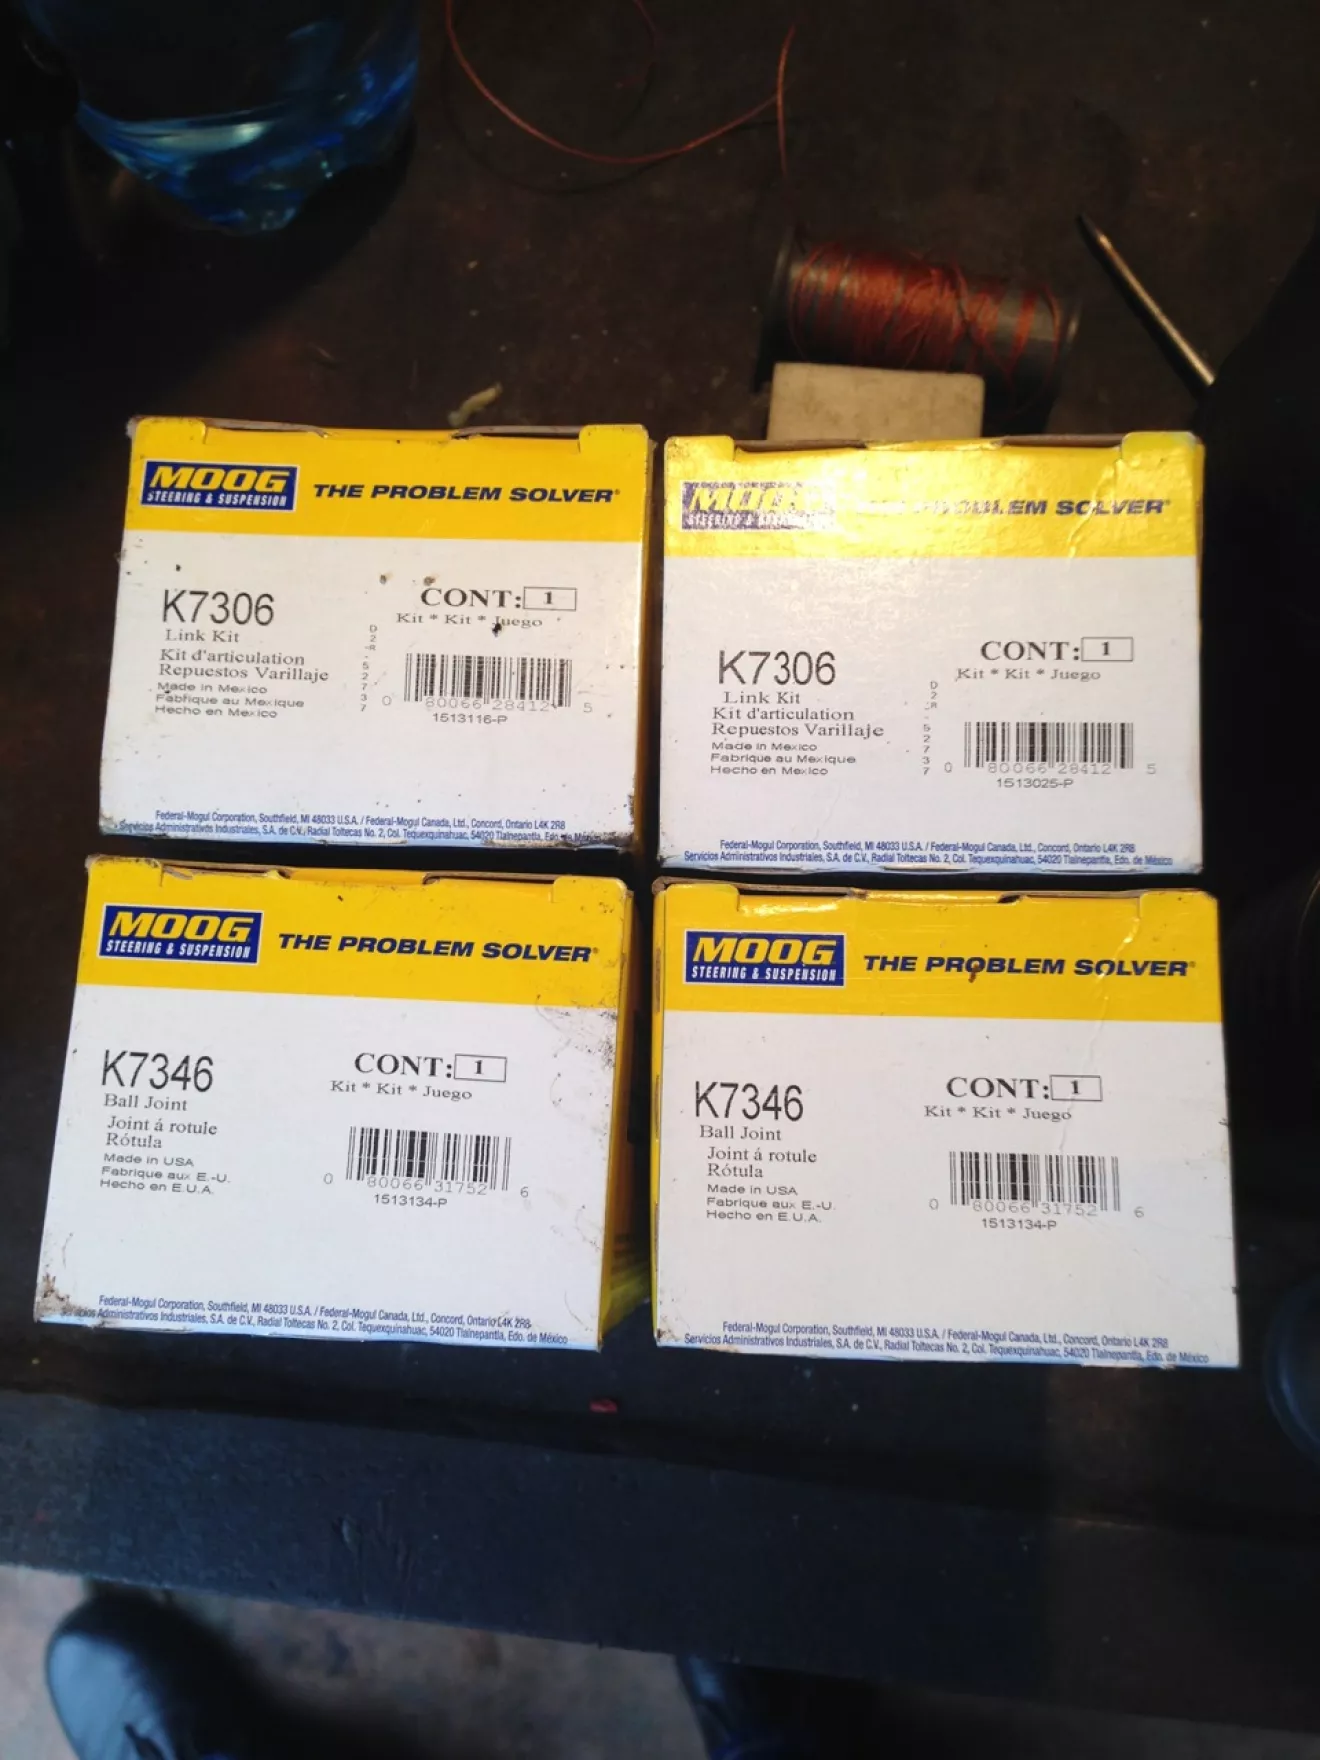 MOOG
STEERING & SUSPENSION
THE PROBLEM SOLVER®
K7306
Link Kit
Kit d'articulation
Repuestos Varillaje
Made in Mexico
Fabrique au Mexique
Hecho en Mexico
CONT: 1
Kit * Kit * Juego
D2-R-52737
0 80066 28412 5
1513116-P
Federal-Mogul Corporation, Southfield, MI 48033 U.S.A. / Federal-Mogul Canada, Ltd., Concord, Ontario L4K 2R8
Servicios Administrativos Industriales, S.A. de C.V., Radial Toltecas No. 2, Col. Tequexquinahuac, 54020 Tlalnepantla, Edo. de México
MOOG
STEERING & SUSPENSION
PROBLEM SOLVER®
K7306
Link Kit
Kit d'articulation
Repuestos Varillaje
Made in Mexico
Fabrique au Mexique
Hecho en Mexico
CONT: 1
Kit * Kit * Juego
D2-R-52737
0 80066 28412 5
1513025-P
Federal-Mogul Corporation, Southfield, MI 48033 U.S.A. / Federal-Mogul Canada, Ltd., Concord, Ontario L4K 2R8
Servicios Administrativos Industriales, S.A. de C.V., Radial Toltecas No. 2, Col. Tequexquinahuac, 54020 Tlalnepantla, Edo. de México
MOOG
STEERING & SUSPENSION
THE PROBLEM SOLVER®
K7346
Ball Joint
Joint á rotule
Rótula
Made in USA
Fabrique aux E.-U.
Hecho en E.U.A.
CONT: 1
Kit * Kit * Juego
0 80066 31752 6
1513134-P
Federal-Mogul Corporation, Southfield, MI 48033 U.S.A. / Federal-Mogul Canada, Ltd., Concord, Ontario L4K 2R8
Servicios Administrativos Industriales, S.A. de C.V., Radial Toltecas No. 2, Col. Tequexquinahuac, 54020 Tlalnepantla, Edo. de México
MOOG
STEERING & SUSPENSION
THE PROBLEM SOLVER®
K7346
Ball Joint
Joint á rotule
Rótula
Made in USA
Fabrique aux E.-U.
Hecho en E.U.A.
CONT: 1
Kit * Kit * Juego
0 80066 31752 6
1513134-P
Federal-Mogul Corporation, Southfield, MI 48033 U.S.A. / Federal-Mogul Canada, Ltd., Concord, Ontario L4K 2R8
Servicios Administrativos Industriales, S.A. de C.V., Radial Toltecas No. 2, Col. Tequexquinahuac, 54020 Tlalnepantla, Edo. de México